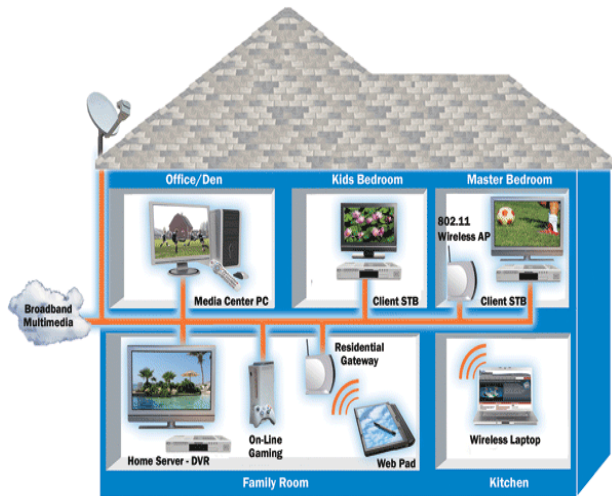 Office/Den
Kids Bedroom
Master Bedroom
802.11
Wireless AP
Media Center PC
Client STB
Client STB
Broadband
Multimedia
Residential
Gateway
Home Server - DVR
On-Line
Gaming
Web Pad
Wireless Laptop
Family Room
Kitchen